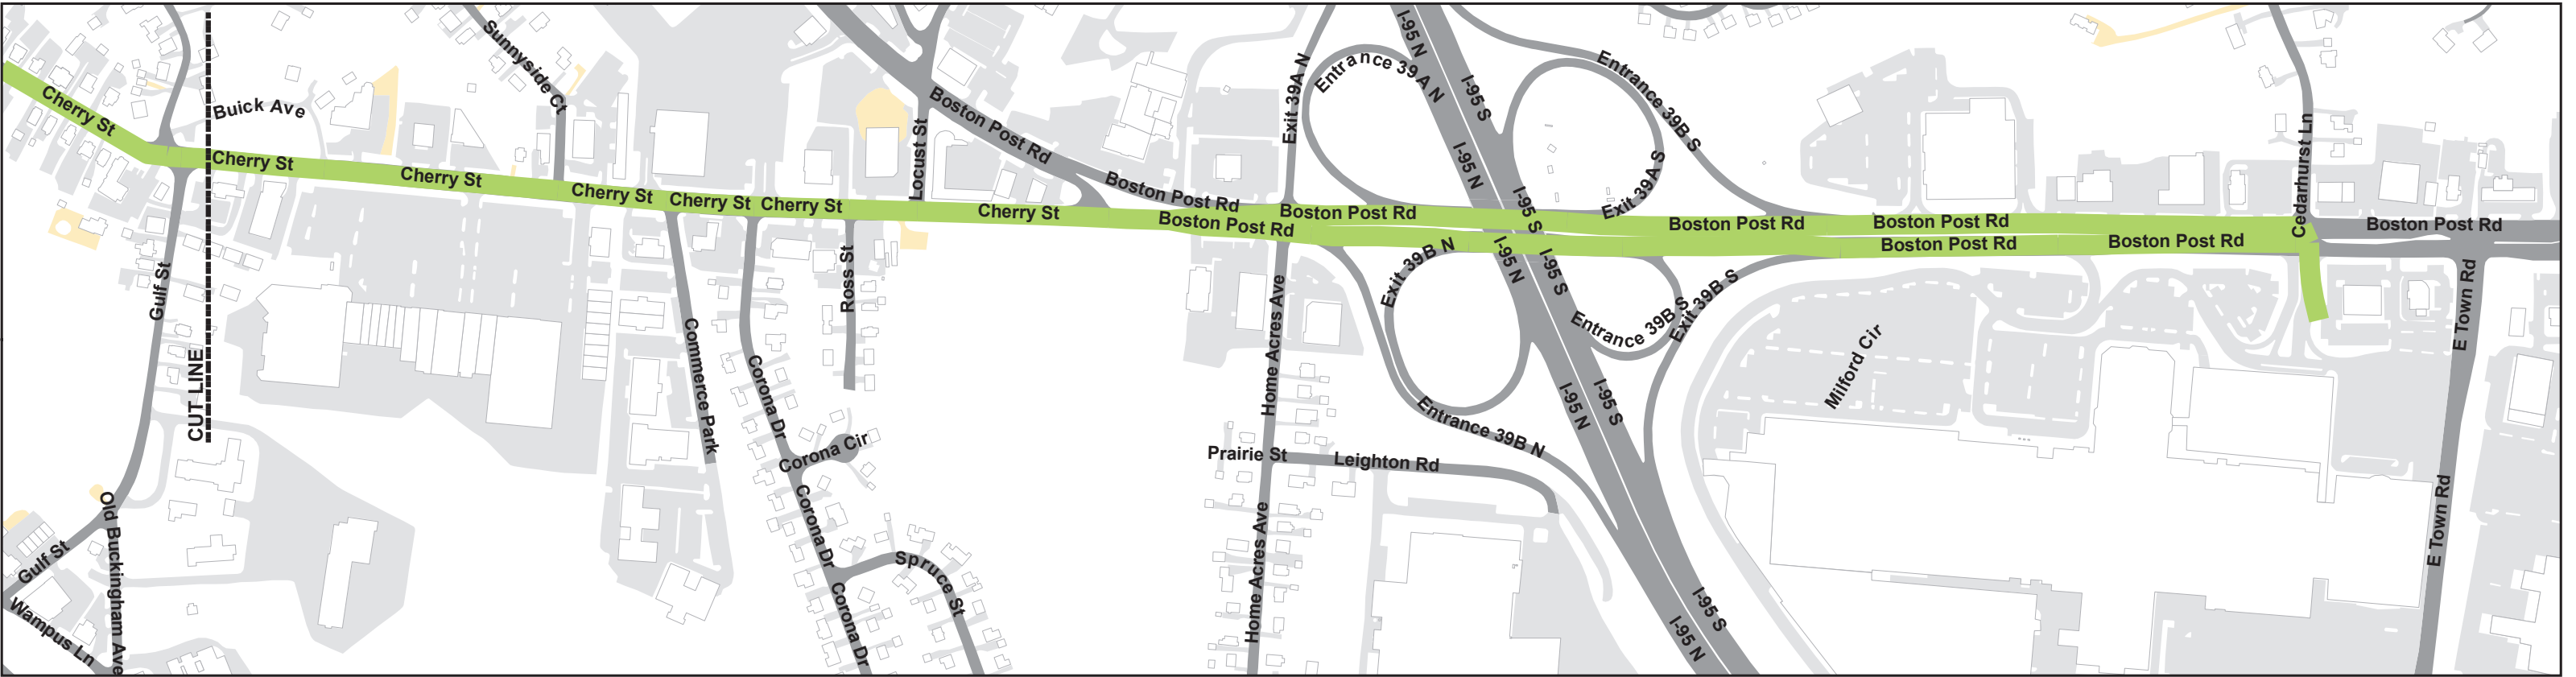 Cherry St
CUT LINE
Buick Ave
Sunnyside Ct
Cherry St
Cherry St
Cherry St
Cherry St
Cherry St
Cherry St
Locust St
Boston Post Rd
Boston Post Rd
Boston Post Rd
Boston Post Rd
Exit 39A N
Entrance 39 A N
I-95 N
I-95 S
I-95 N
I-95 S
Entrance 39B S
Exit 39A S
Boston Post Rd
Boston Post Rd
Boston Post Rd
Boston Post Rd
Cedarhurst Ln
Boston Post Rd
Gulf St
Commerce Park
Corona Dr
Ross St
Corona Cir
Corona Dr
Corona Dr
Spruce St
Home Acres Ave
Home Acres Ave
Prairie St
Leighton Rd
Exit 39B N
Entrance 39B N
I-95 N
I-95 S
Entrance 39B S
Exit 39B S
I-95 N
I-95 S
I-95 N
I-95 S
Milford Cir
E Town Rd
E Town Rd
Old Buckingham Ave
Gulf St
Wampus Ln